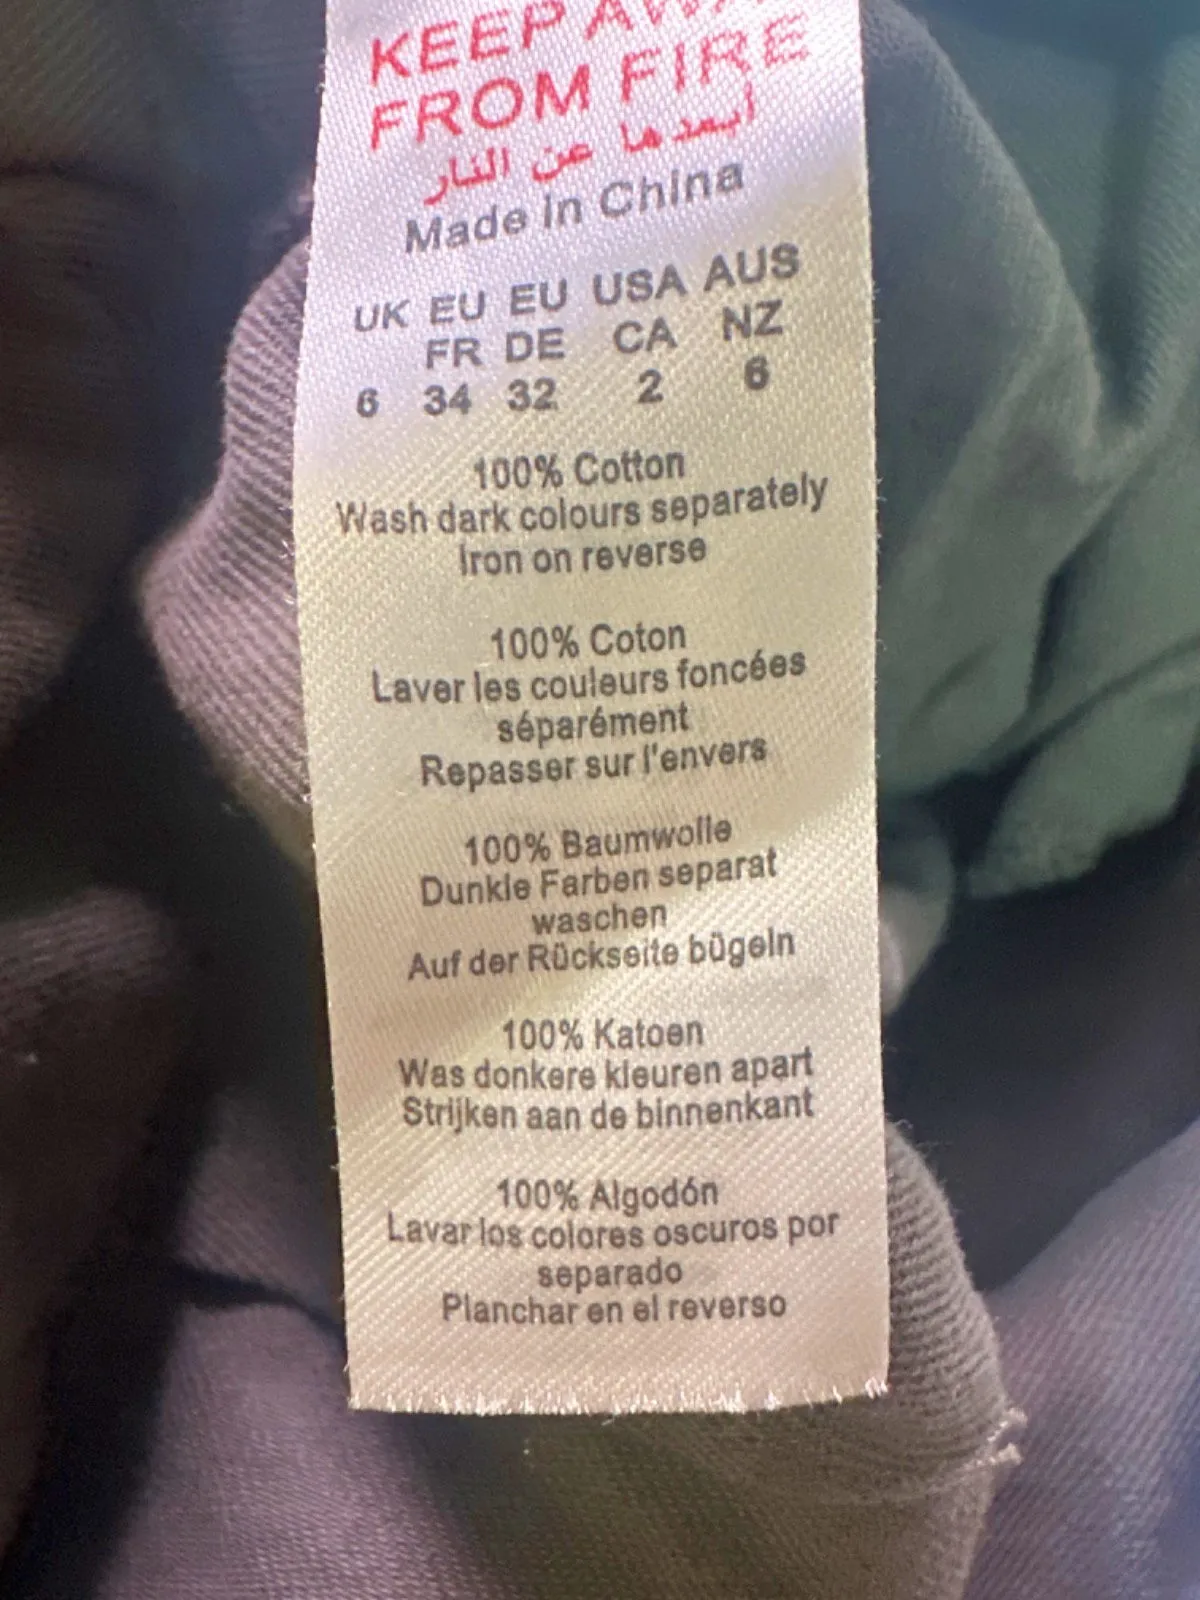 KEEP AWA
FROM FIRE
ابعدها عن النار
Made in China
UK EU EU USA AUS
FR DE CA NZ
6 34 32 2 6
100% Cotton
Wash dark colours separately
Iron on reverse
100% Coton
Laver les couleurs foncées
séparément
Repasser sur l'envers
100% Baumwolle
Dunkle Farben separat
waschen
Auf der Rückseite bügeln
100% Katoen
Was donkere kleuren apart
Strijken aan de binnenkant
100% Algodón
Lavar los colores oscuros por
separado
Planchar en el reverso